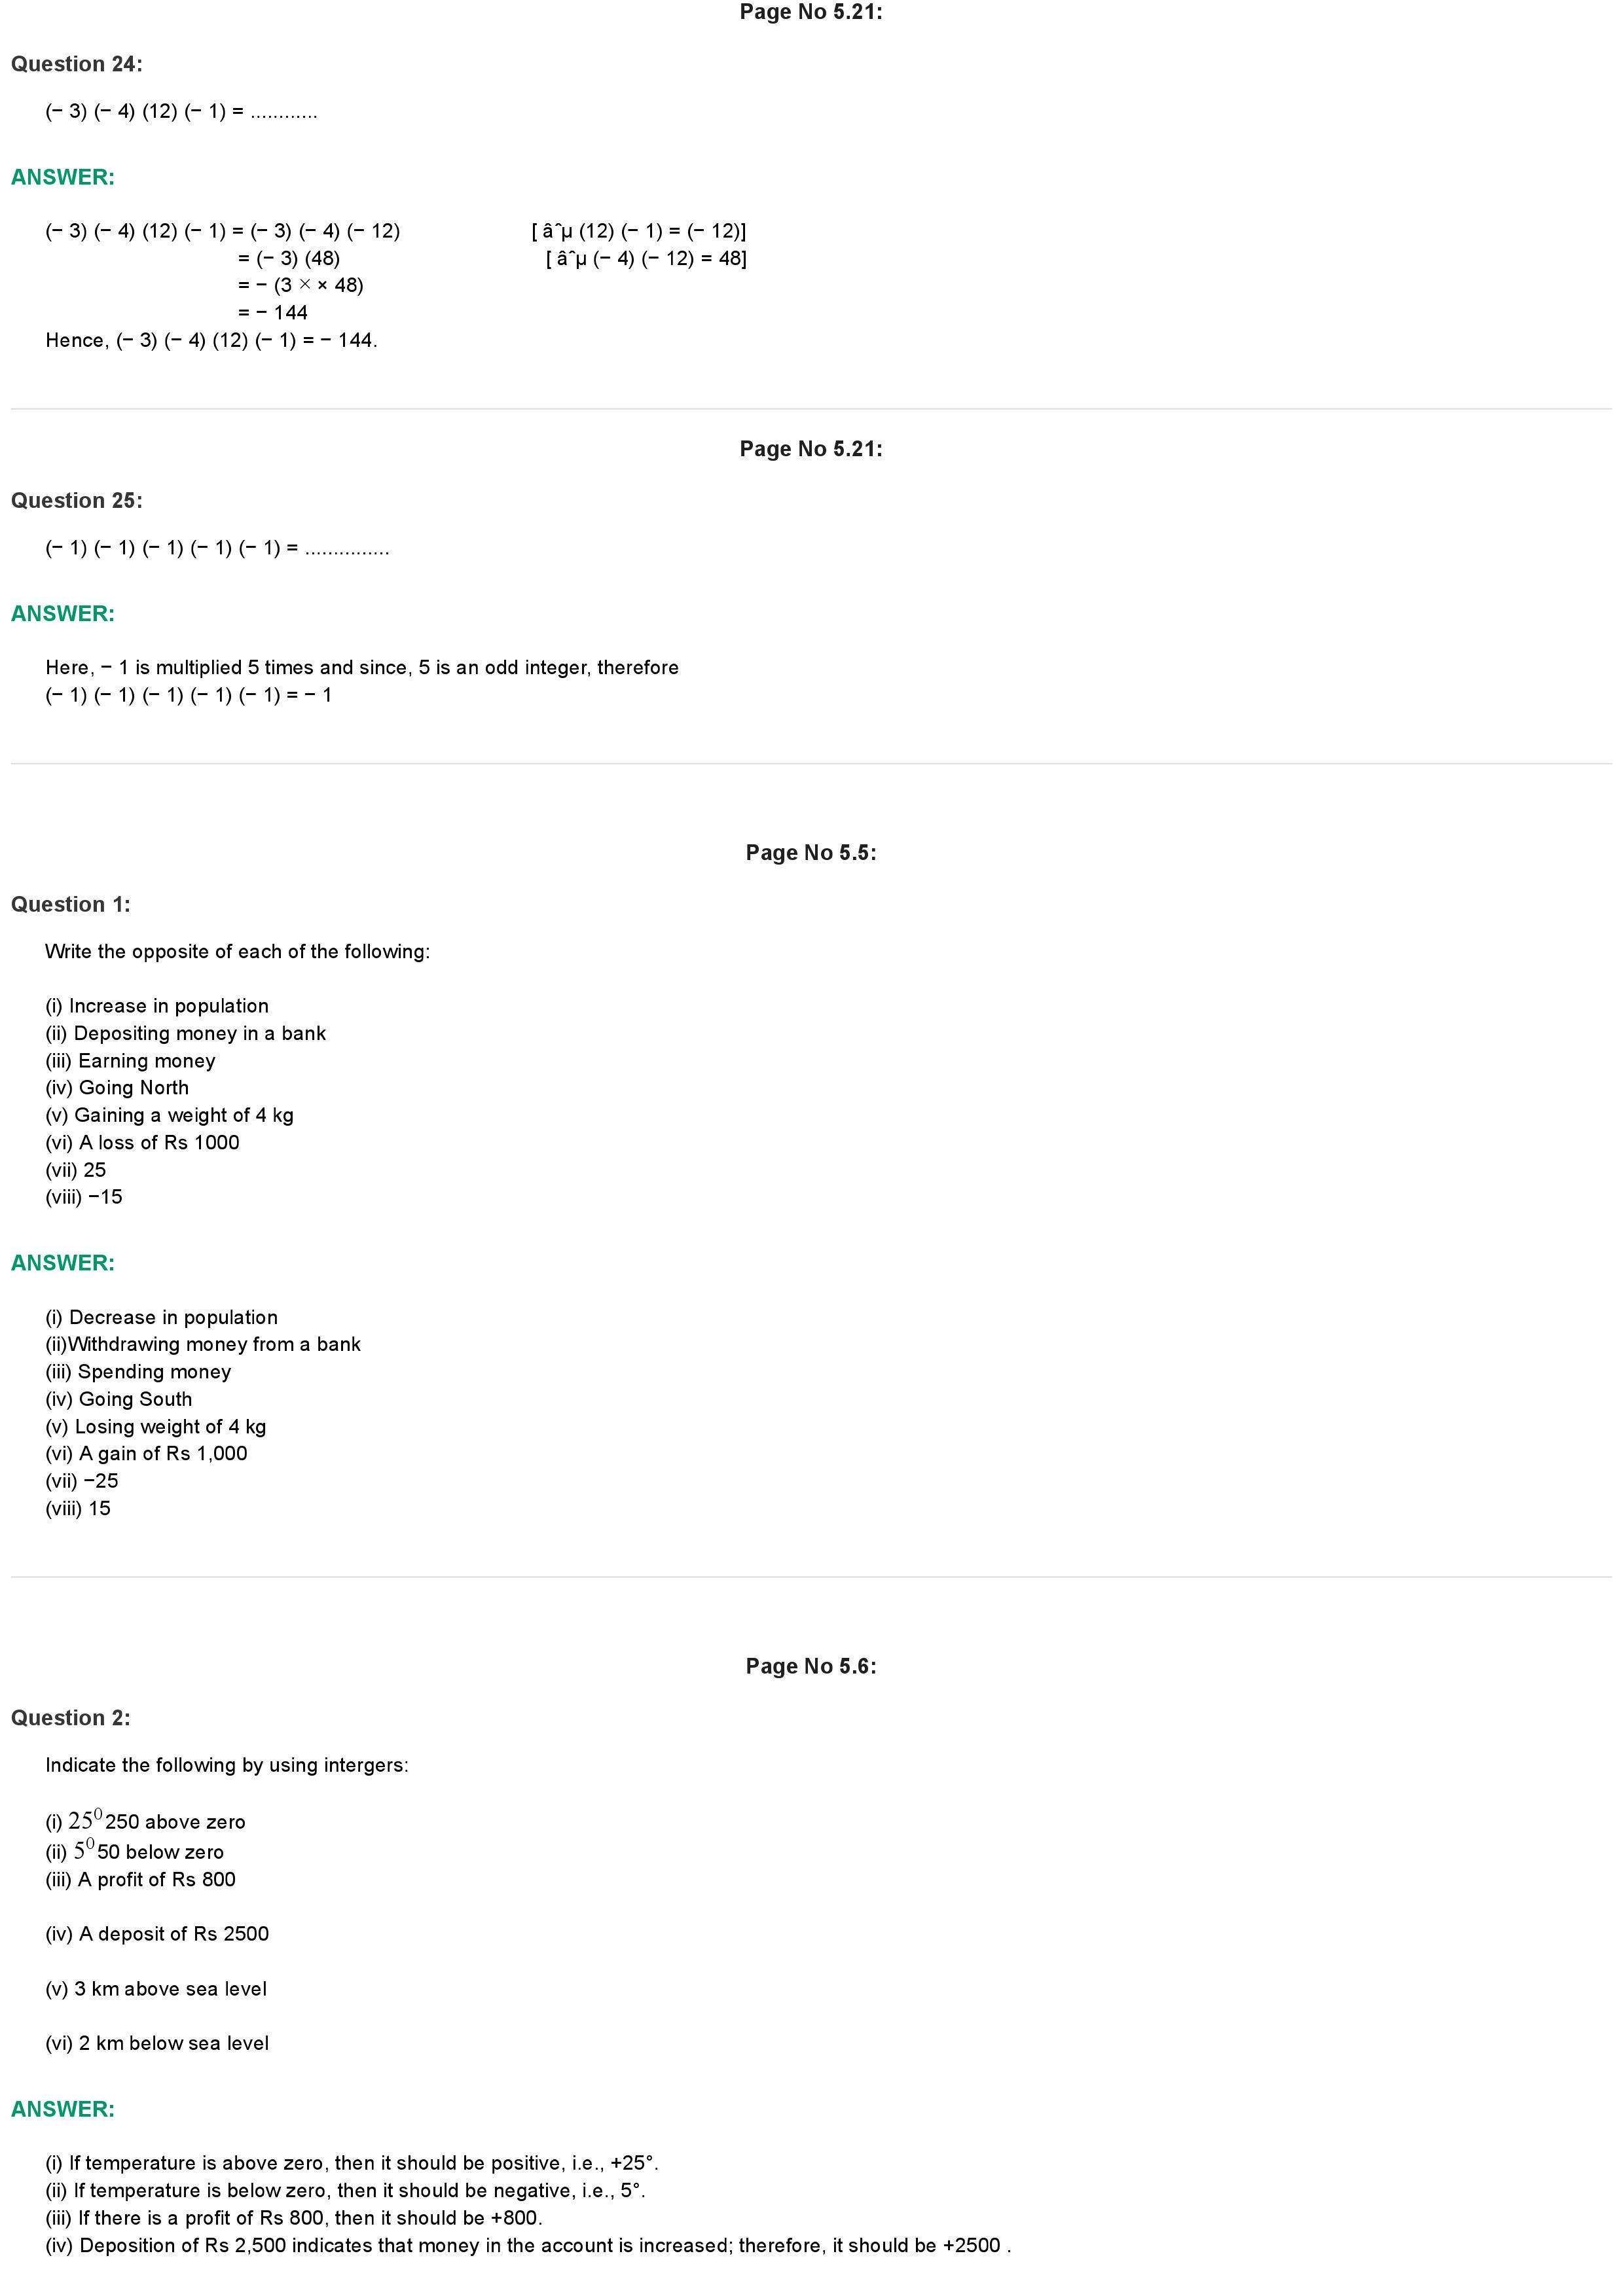 Page No 5.21:
Question 24:
(− 3) (− 4) (12) (− 1) = ............
ANSWER:
(− 3) (− 4) (12) (− 1) = (− 3) (− 4) (− 12) [ âˆµ (12) (− 1) = (− 12)]
= (− 3) (48) [ âˆµ (− 4) (− 12) = 48]
= − (3 × × 48)
= − 144
Hence, (− 3) (− 4) (12) (− 1) = − 144.
Page No 5.21:
Question 25:
(− 1) (− 1) (− 1) (− 1) (− 1) = ...............
ANSWER:
Here, − 1 is multiplied 5 times and since, 5 is an odd integer, therefore
(− 1) (− 1) (− 1) (− 1) (− 1) = − 1
Page No 5.5:
Question 1:
Write the opposite of each of the following:
(i) Increase in population
(ii) Depositing money in a bank
(iii) Earning money
(iv) Going North
(v) Gaining a weight of 4 kg
(vi) A loss of Rs 1000
(vii) 25
(viii) −15
ANSWER:
(i) Decrease in population
(ii)Withdrawing money from a bank
(iii) Spending money
(iv) Going South
(v) Losing weight of 4 kg
(vi) A gain of Rs 1,000
(vii) −25
(viii) 15
Page No 5.6:
Question 2:
Indicate the following by using intergers:
(i) 25⁰250 above zero
(ii) 5⁰50 below zero
(iii) A profit of Rs 800
(iv) A deposit of Rs 2500
(v) 3 km above sea level
(vi) 2 km below sea level
ANSWER:
(i) If temperature is above zero, then it should be positive, i.e., +25°.
(ii) If temperature is below zero, then it should be negative, i.e., 5°.
(iii) If there is a profit of Rs 800, then it should be +800.
(iv) Deposition of Rs 2,500 indicates that money in the account is increased; therefore, it should be +2500 .